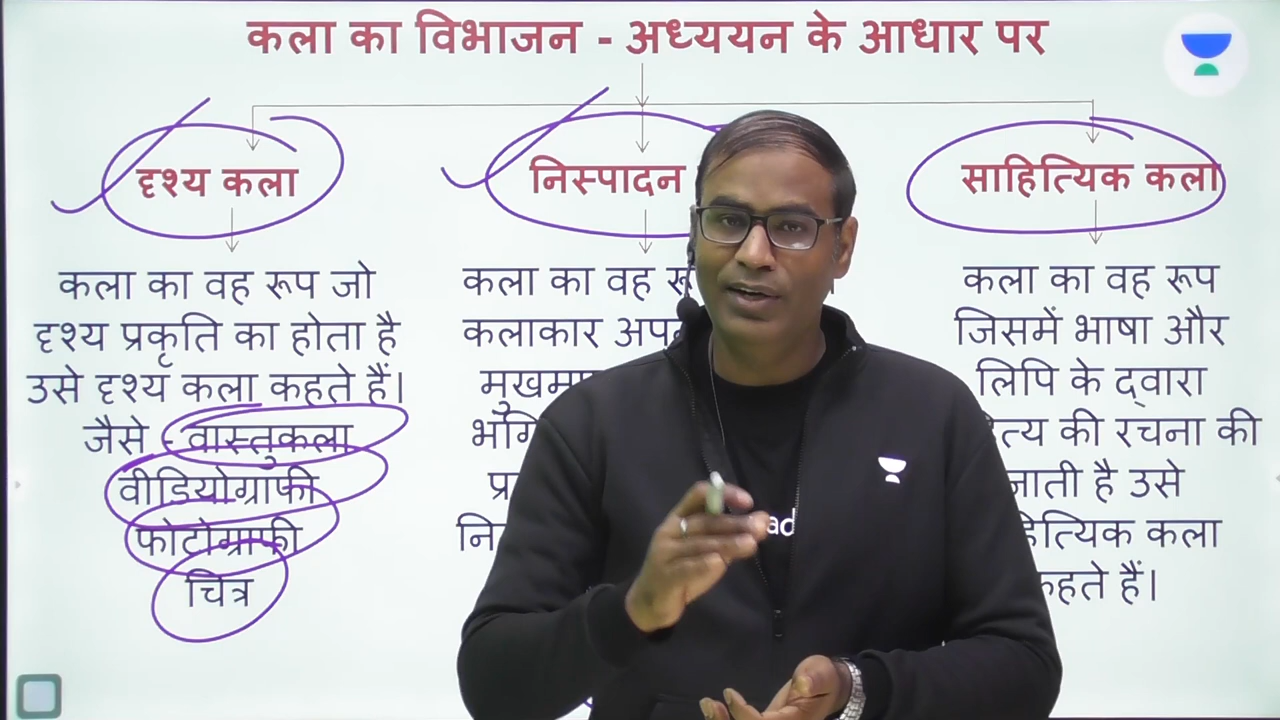 कला का विभाजन - अध्ययन के आधार पर
दृश्य कला
कला का वह रूप जो
दृश्य प्रकृति का होता है
उसे दृश्य कला कहते हैं।
जैसे - वास्तुकला
वीडियोग्राफी
फोटोग्राफी
चित्र
निस्पादन
कला का वह
कलाकार
साहित्यिक कला
कला का वह रूप
जिसमें भाषा और
लिपि के द्वारा
की रचना की
जाती है उसे
कला
कहते हैं।